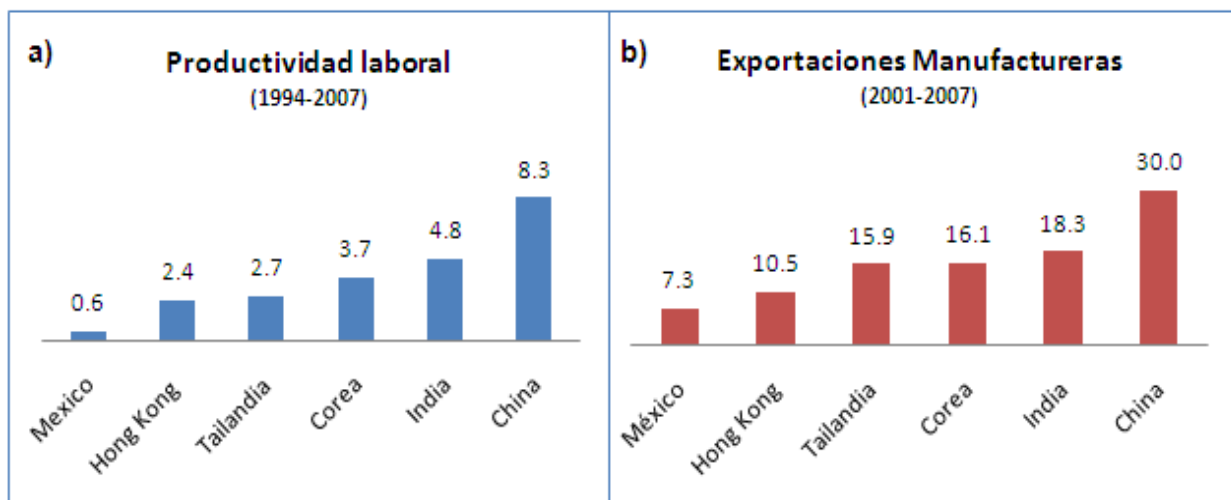 a)
Productividad laboral
(1994-2007)
8.3
4.8
3.7
2.7
2.4
0.6
Mexico
Hong Kong
Tailandia
Corea
India
China
b)
Exportaciones Manufactureras
(2001-2007)
30.0
18.3
16.1
15.9
10.5
7.3
México
Hong Kong
Tailandia
Corea
India
China